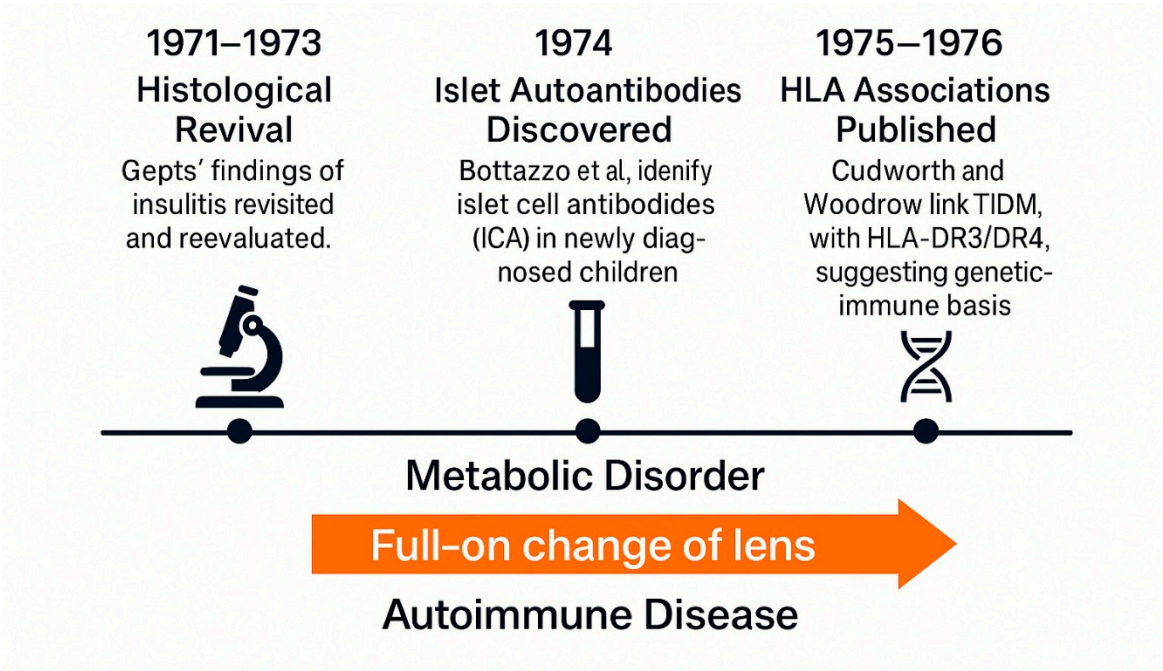 1971–1973
Histological
Revival
Gepts’ findings of
insulitis revisited
and reevaluated.
1974
Islet Autoantibodies
Discovered
Bottazzo et al, idenify
islet cell antibodides
(ICA) in newly diag-
nosed children
1975–1976
HLA Associations
Published
Cudworth and
Woodrow link TIDM,
with HLA-DR3/DR4,
suggesting genetic-
immune basis
Metabolic Disorder
Full-on change of lens
Autoimmune Disease